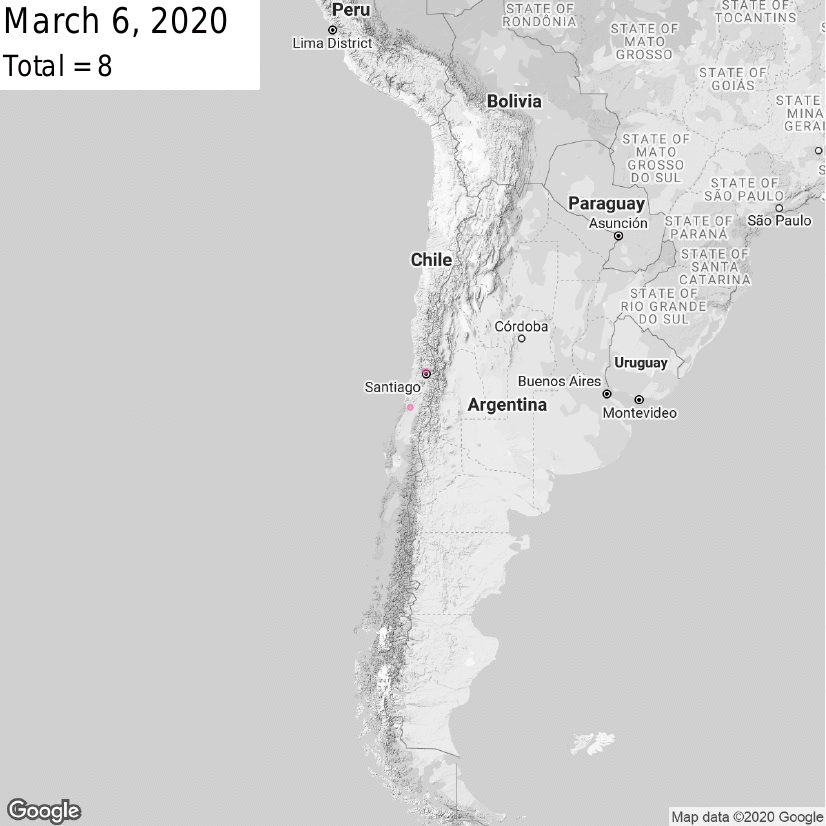 March 6, 2020
Total = 8
Peru
Lima District
STATE OF
RONDÔNIA
STATE OF
TOCANTINS
STATE OF
MATO
GROSSO
STATE OF
GOIÁS
Bolivia
STATE
MINA
GERAI
STATE OF
MATO
GROSSO
DO SUL
STATE OF
SÃO PAULO
São Paulo
Paraguay
Asunción
STATE OF
PARANÁ
STATE OF
SANTA
CATARINA
Chile
STATE OF
RIO GRANDE
DO SUL
Córdoba
Uruguay
Santiago
Buenos Aires
Argentina
Montevideo
Google
Map data ©2020 Google